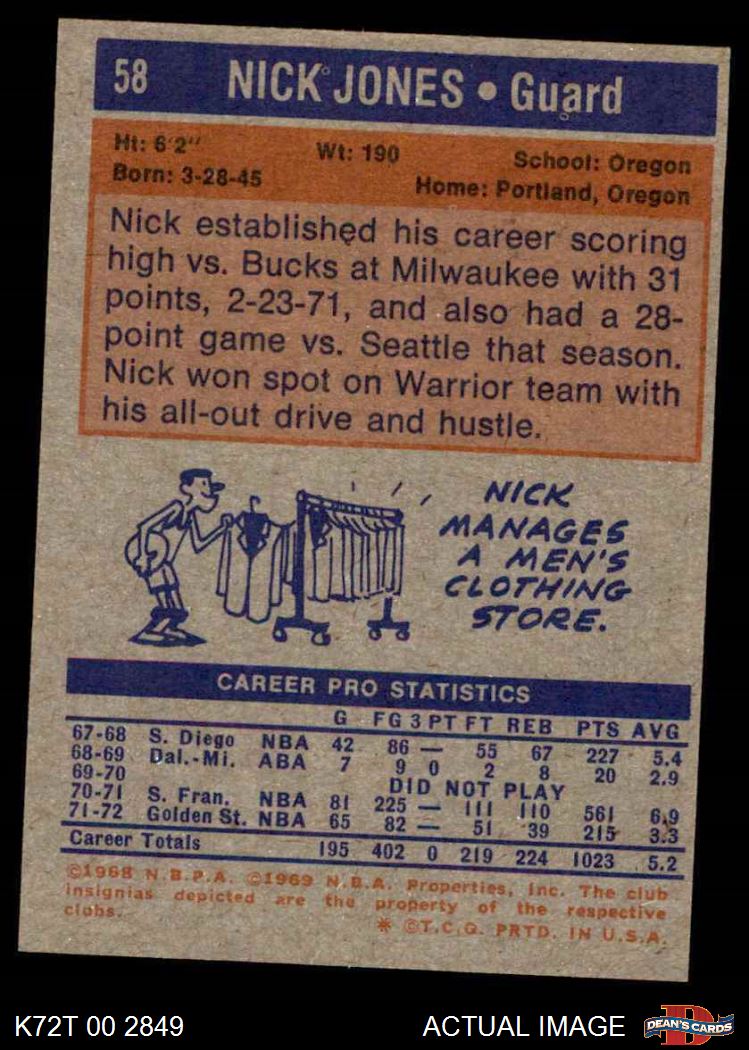 58 NICK JONES • Guard
Ht: 6'2" Wt: 190 School: Oregon
Born: 3-28-45 Home: Portland, Oregon
Nick established his career scoring
high vs. Bucks at Milwaukee with 31
points, 2-23-71, and also had a 28-
point game vs. Seattle that season.
Nick won spot on Warrior team with
his all-out drive and hustle.
NICK
MANAGES
A MEN'S
CLOTHING
STORE.
CAREER PRO STATISTICS
G FG 3 PT FT REB PTS AVG
67-68 S. Diego NBA 42 86 — 55 67 227 5.4
68-69 Dal.-Mi. ABA 7 9 0 2 8 20 2.9
69-70 DID NOT PLAY
70-71 S. Fran. NBA 81 225 — 111 110 561 6.9
71-72 Golden St. NBA 65 82 — 51 39 215 3.3
Career Totals 195 402 0 219 224 1023 5.2
©1968 N.B.P.A. ©1969 N.B.A. Properties, Inc. The club
insignias depicted are the property of the respective
clubs. * ©T.C.G. PRTD. IN U.S.A.
K72T 00 2849 ACTUAL IMAGE D DEAN'S CARDS